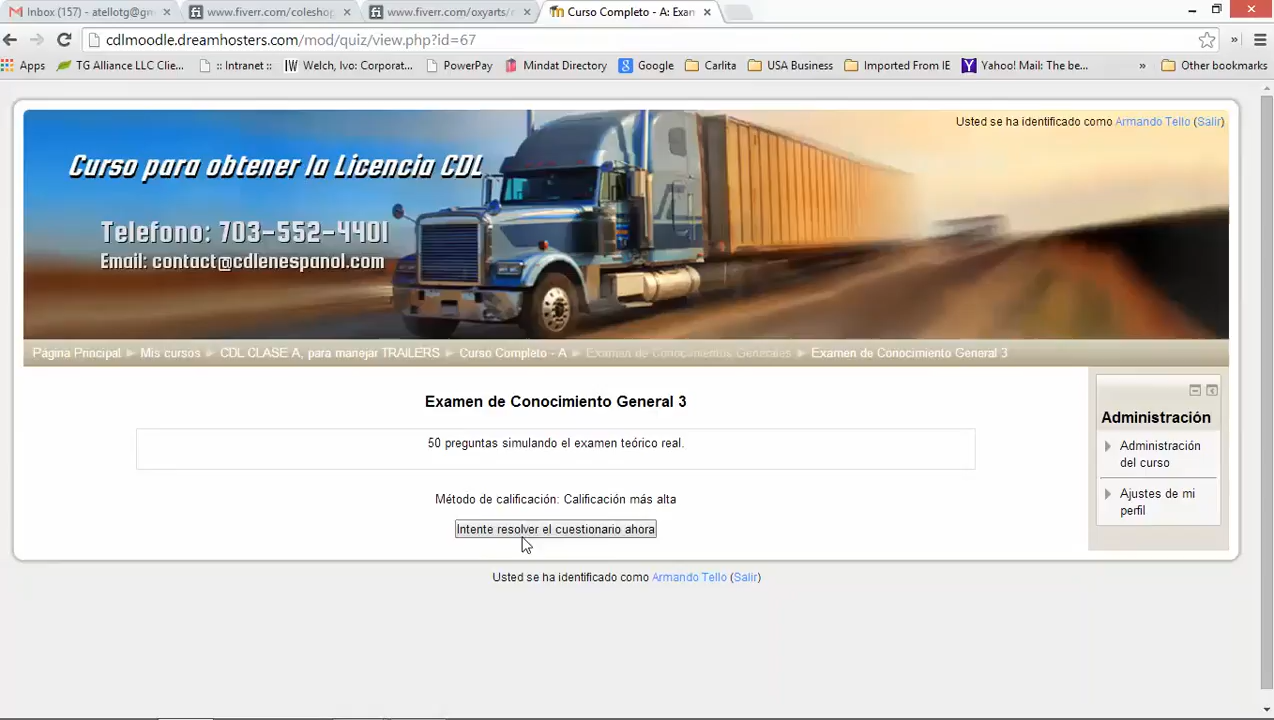 Inbox (157) - atellotg@gm
www.fiverr.com/coleshop
www.fiverr.com/oxyarts/
Curso Completo - A: Exam
cdlmoodle.dreamhosters.com/mod/quiz/view.php?id=67
Apps TG Alliance LLC Clie... :: Intranet :: Welch, Ivo: Corporat... PowerPay Mindat Directory Google Carlita USA Business Imported From IE Yahoo! Mail: The be... » Other bookmarks
Usted se ha identificado como Armando Tello (Salir)
Curso para obtener la Licencia CDL
Telefono: 703-552-4401
Email: contact@cdlenespanol.com
Página Principal ► Mis cursos ► CDL CLASE A, para manejar TRAILERS ► Curso Completo - A ► Examen de Conocimientos Generales ► Examen de Conocimiento General 3
Examen de Conocimiento General 3
50 preguntas simulando el examen teórico real.
Método de calificación: Calificación más alta
Intente resolver el cuestionario ahora
Administración
Administración
del curso
Ajustes de mi
perfil
Usted se ha identificado como Armando Tello (Salir)